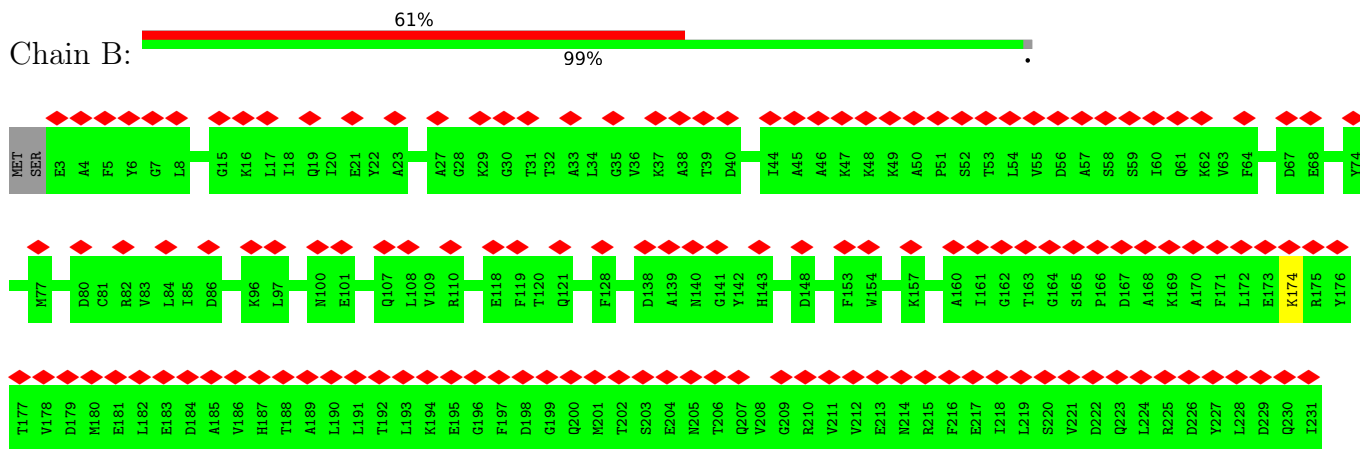 61%
Chain B:
99%
.
MET SER E3 A4 F5 Y6 G7 L8 G15 K16 L17 I18 Q19 I20 E21 Y22 A23 A27 G28 K29 G30 T31 T32 A33 L34 G35 V36 K37 A38 T39 D40 I44 A45 A46 K47 K48 K49 A50 P51 S52 T53 L54 V55 D56 A57 S58 S59 I60 Q61 K62 V63 F64 D67 E68 Y74
M77 D80 C81 R82 V83 L84 I85 D86 K96 L97 N100 E101 Q107 L108 V109 R110 E118 F119 T120 Q121 F128 D138 A139 N140 G141 Y142 H143 D148 F153 W154 K157 A160 I161 G162 T163 G164 S165 P166 D167 A168 K169 A170 F171 L172 E173 K174 R175 Y176
T177 V178 D179 M180 E181 L182 E183 D184 A185 V186 H187 T188 A189 L190 L191 T192 L193 K194 E195 G196 F197 D198 G199 Q200 M201 T202 S203 E204 N205 T206 Q207 V208 G209 R210 V211 V212 E213 N214 R215 F216 E217 I218 L219 S220 V221 D222 Q223 L224 R225 D226 Y227 L228 D229 Q230 I231